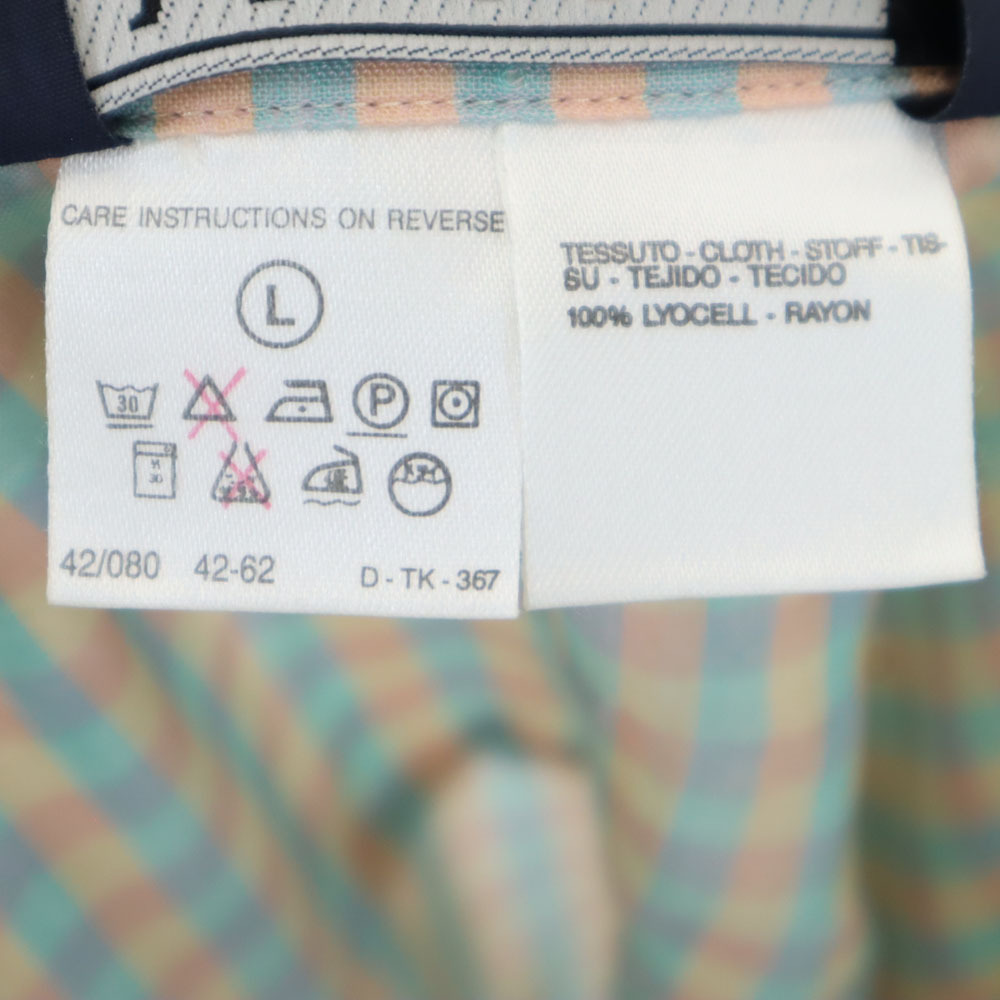 CARE INSTRUCTIONS ON REVERSE
L
30
P
42/080 42-62 D - TK - 367
TESSUTO - CLOTH - STOFF - TIS-
SU - TEJIDO - TECIDO
100% LYOCELL - RAYON